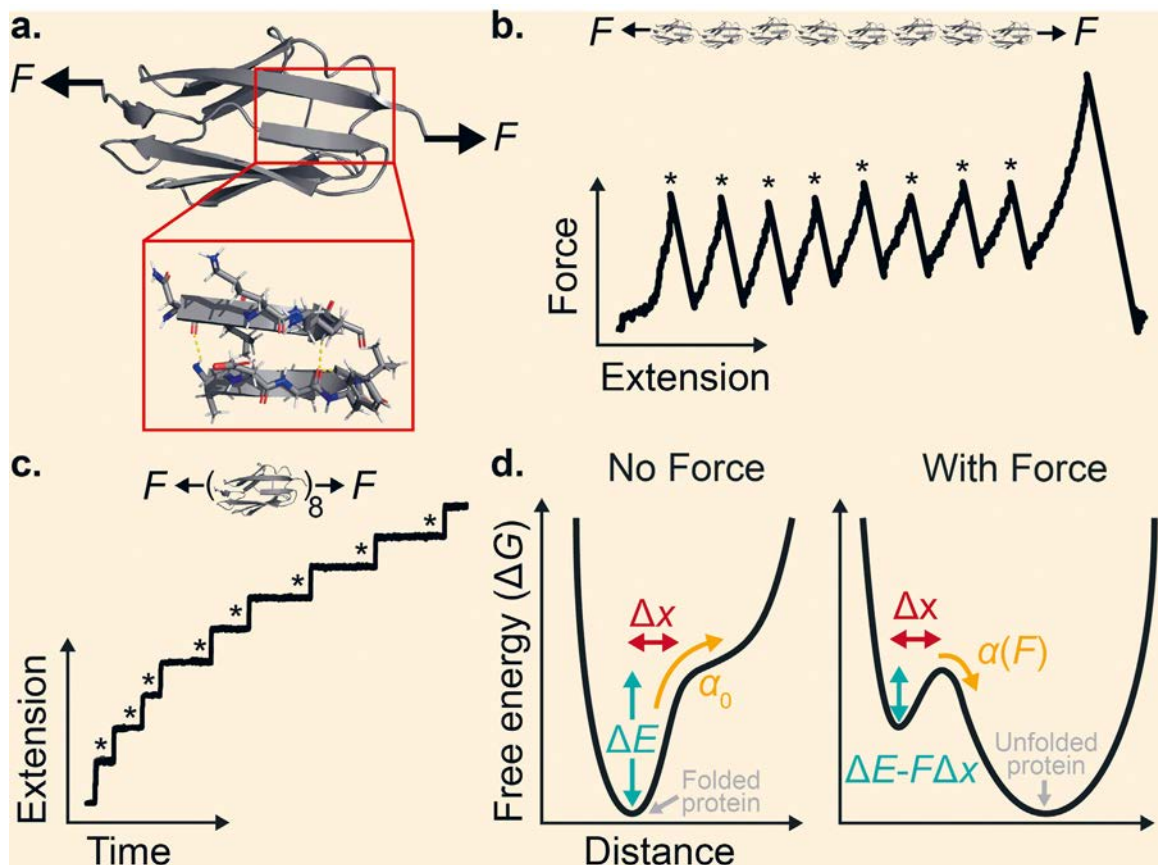 a.
F
F
b.
F
F
* * * * * * * *
Force
Extension
c.
F
( )8
F
* * * * * * * *
Extension
Time
d.
No Force
With Force
Free energy (ΔG)
Δx
α0
ΔE
Folded
protein
Δx
α(F)
ΔE-FΔx
Unfolded
protein
Distance